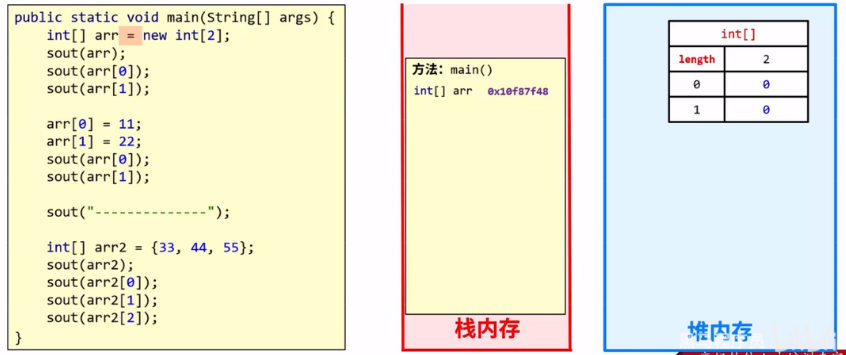 public static void main(String[] args) {
int[] arr = new int[2];
sout(arr);
sout(arr[0]);
sout(arr[1]);
arr[0] = 11;
arr[1] = 22;
sout(arr[0]);
sout(arr[1]);
sout("--------------");
int[] arr2 = {33, 44, 55};
sout(arr2);
sout(arr2[0]);
sout(arr2[1]);
sout(arr2[2]);
}
方法：main()
int[] arr 0x10f87f48
栈内存
int[]
length 2
0 0
1 0
堆内存